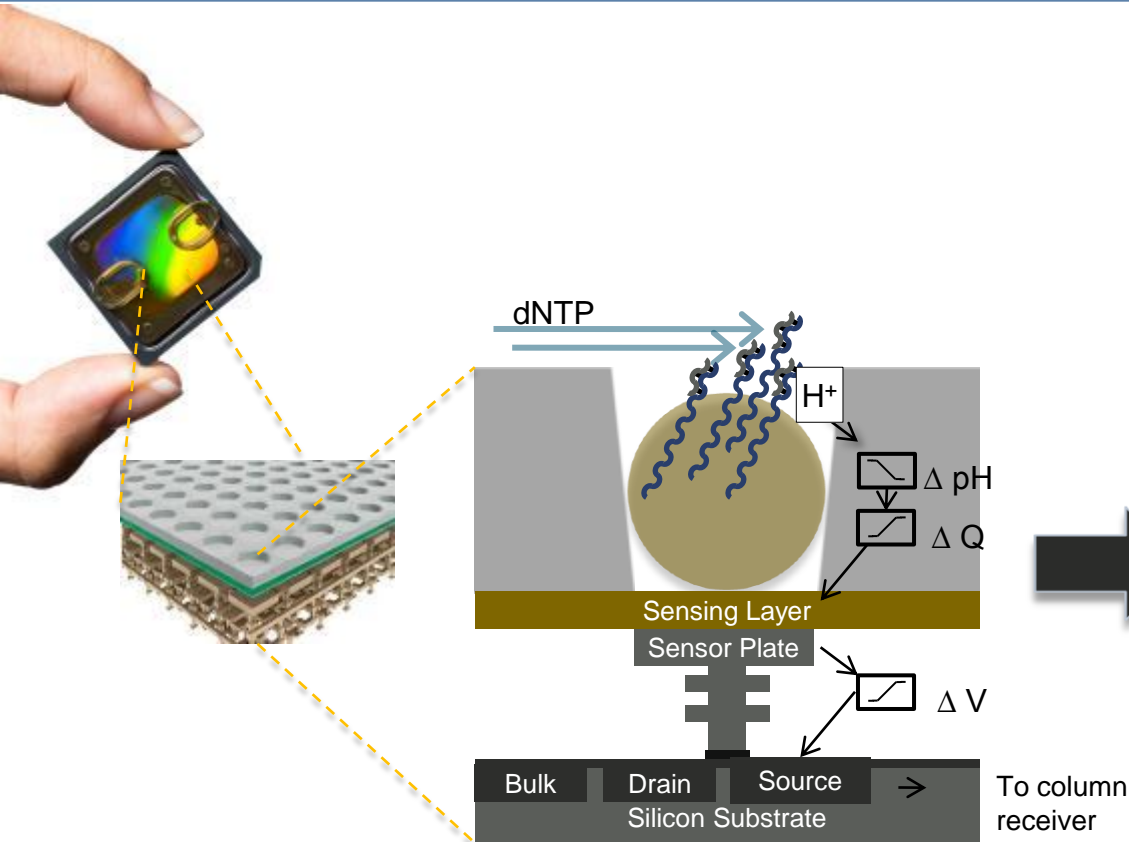 dNTP
H⁺
Δ pH
Δ Q
Sensing Layer
Sensor Plate
Δ V
Bulk
Drain
Source
Silicon Substrate
To column
receiver